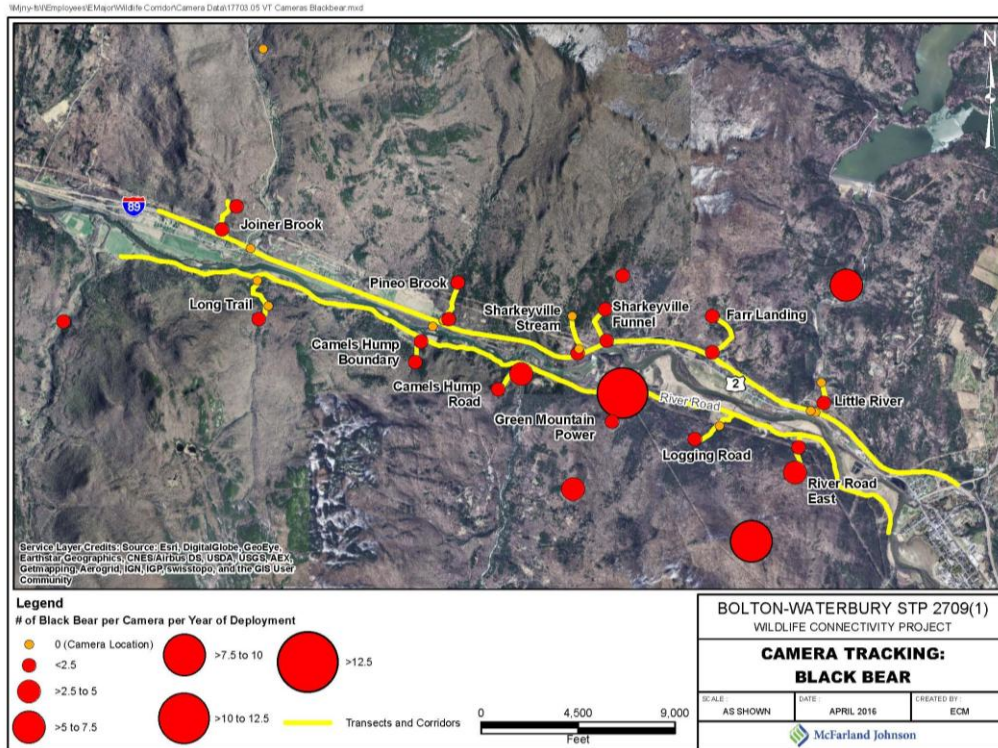 \\Mjny-fs\I\Employees\EMajor\Wildlife Corridor\Camera Data\17703.05 VT Cameras Blackbear.mxd
N
89
Joiner Brook
Pineo Brook
Long Trail
Sharkeyville
Stream
Sharkeyville
Funnel
Farr Landing
Camels Hump
Boundary
Camels Hump
Road
2
River Road
Little River
Green Mountain
Power
Logging Road
River Road
East
Service Layer Credits: Source: Esri, DigitalGlobe, GeoEye,
Earthstar Geographics, CNES/Airbus DS, USDA, USGS, AEX,
Getmapping, Aerogrid, IGN, IGP, swisstopo, and the GIS User
Community
Legend
# of Black Bear per Camera per Year of Deployment
0 (Camera Location)
<2.5
>2.5 to 5
>5 to 7.5
>7.5 to 10
>10 to 12.5
>12.5
Transects and Corridors
0 4,500 9,000
Feet
BOLTON-WATERBURY STP 2709(1)
WILDLIFE CONNECTIVITY PROJECT
CAMERA TRACKING:
BLACK BEAR
SCALE: DATE: CREATED BY:
AS SHOWN APRIL 2016 ECM
McFarland Johnson